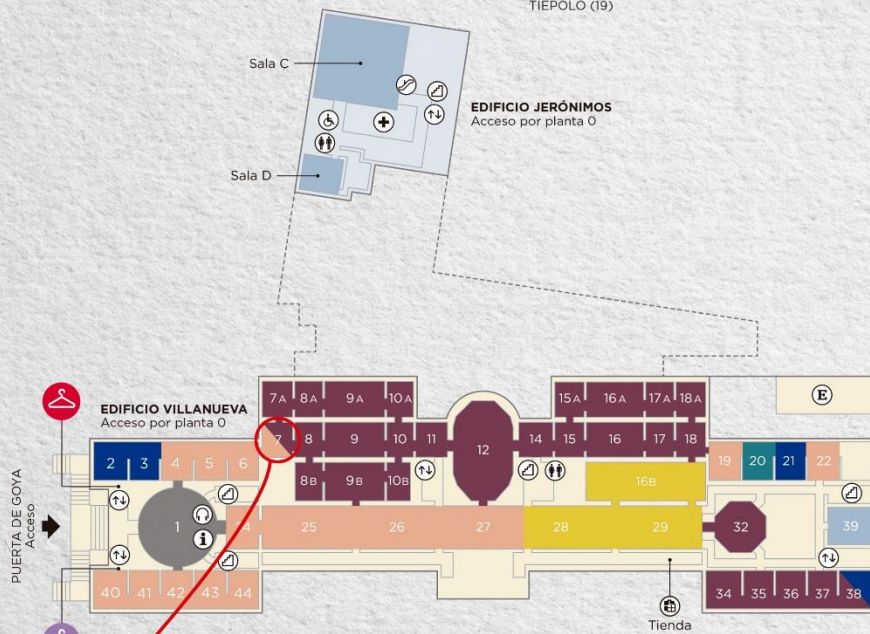 TIEPOLO (19)
Sala C
EDIFICIO JERÓNIMOS
Acceso por planta 0
Sala D
7A 8A 9A 10A 15A 16A 17A 18A
E
EDIFICIO VILLANUEVA
Acceso por planta 0
7 8 9 10 11 12 14 15 16 17 18
2 3 4 5 6 19 20 21 22
8B 9B 10B 16B
PUERTA DE GOYA
Acceso
1 24 25 26 27 28 29 32 39
i
40 41 42 43 44 34 35 36 37 38
Tienda